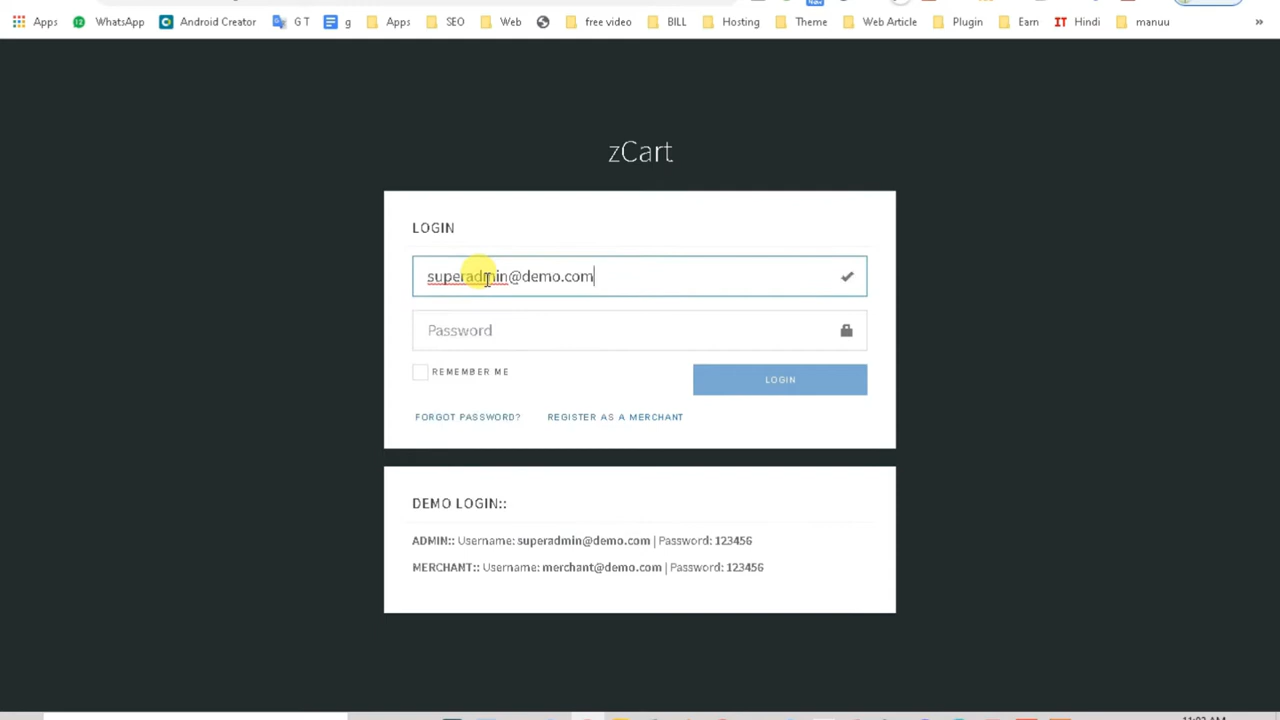 Apps WhatsApp Android Creator G T g Apps SEO Web free video BILL Hosting Theme Web Article Plugin Earn IT Hindi manuu »
zCart
LOGIN
superadmin@demo.com
Password
REMEMBER ME
LOGIN
FORGOT PASSWORD? REGISTER AS A MERCHANT
DEMO LOGIN::
ADMIN:: Username: superadmin@demo.com | Password: 123456
MERCHANT:: Username: merchant@demo.com | Password: 123456